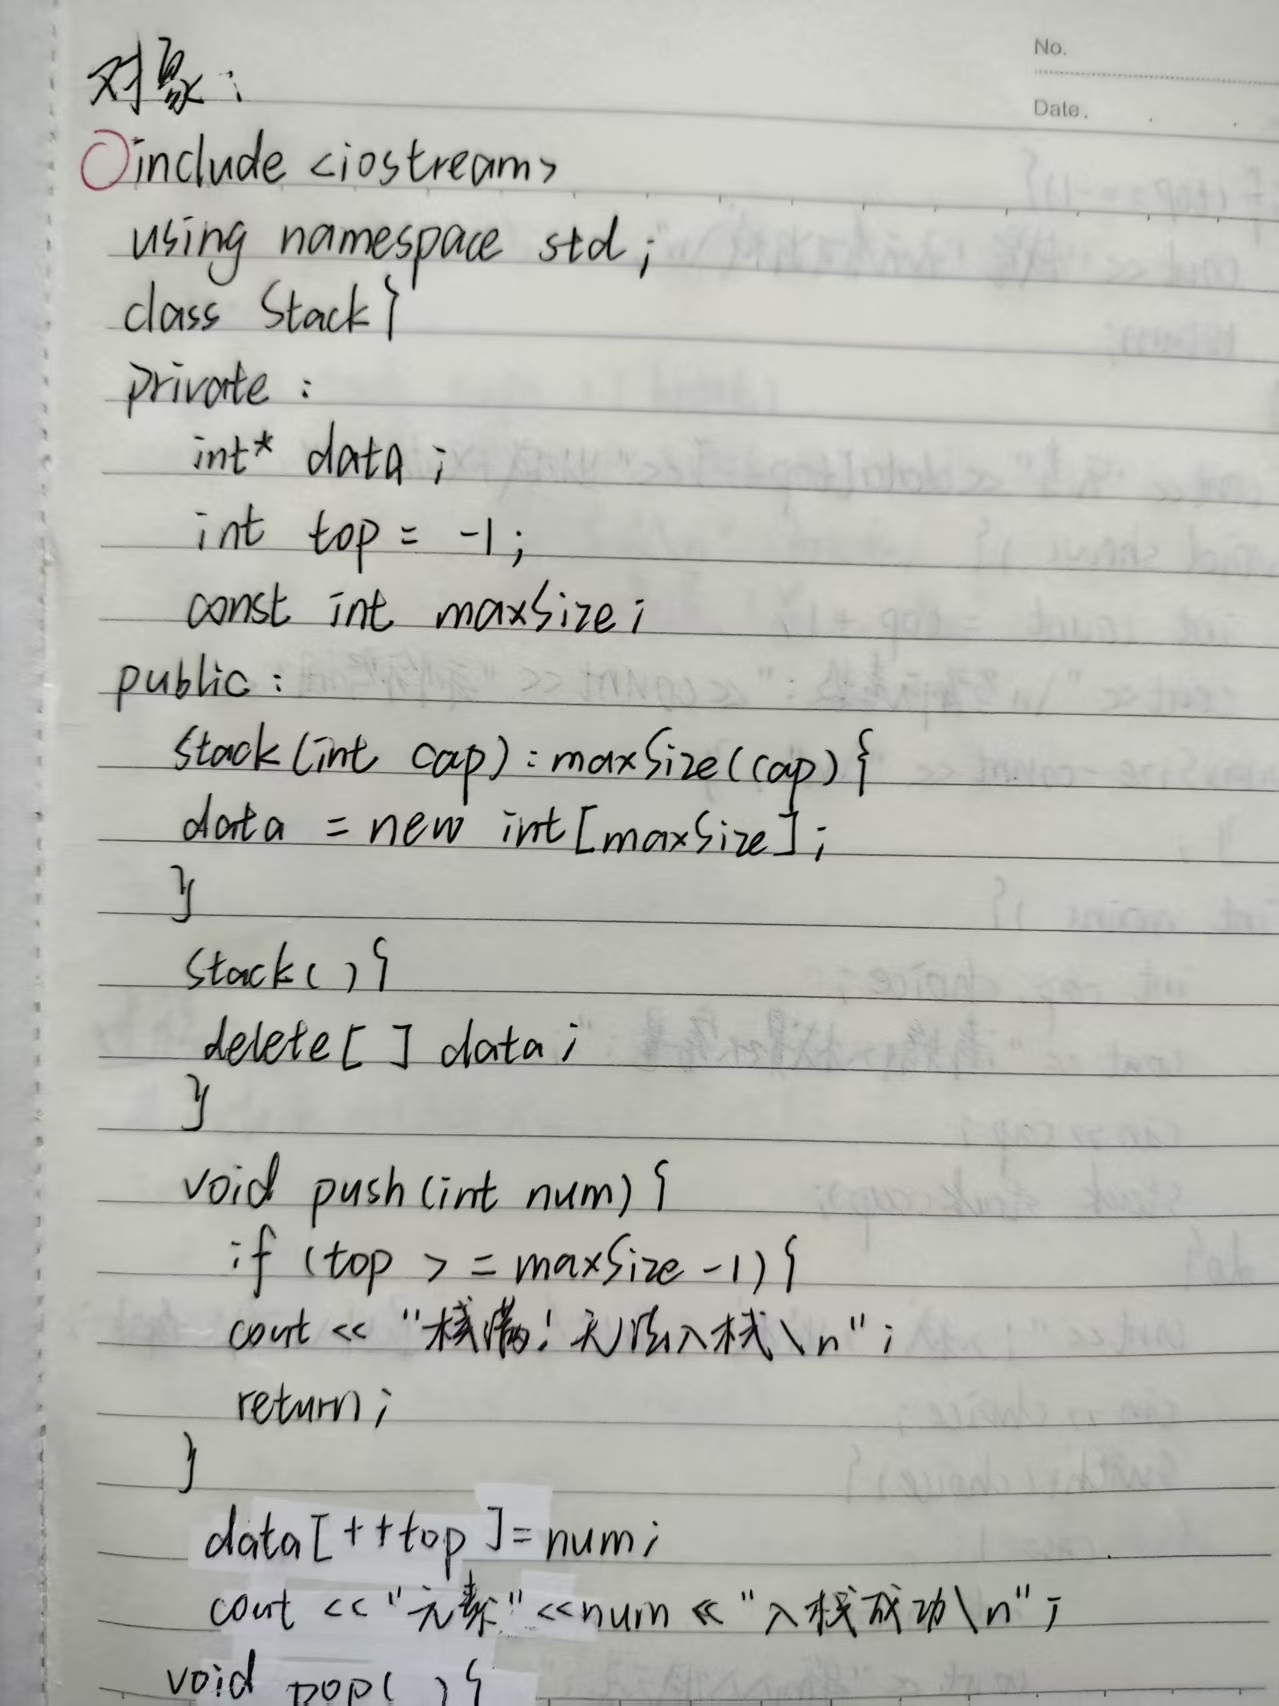 No.
Date.
对象:
include <iostream>
using namespace std;
class Stack{
private:
int* data;
int top = -1;
const int maxSize;
public:
Stack(int cap):maxSize(cap){
data = new int[maxSize];
}
Stack(){
delete[ ] data;
}
void push(int num){
if (top >= maxSize -1){
cout << "栈满!无法入栈\n";
return;
}
data[++top]=num;
cout <<"元素"<<num << "入栈成功\n";
void pop( ){